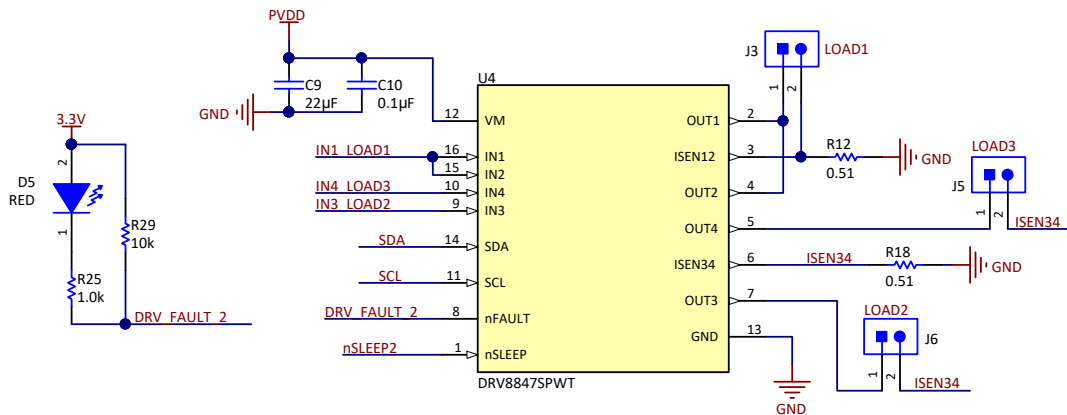 PVDD
C9
22µF
C10
0.1µF
GND
3.3V
2
D5
RED
1
R25
1.0k
R29
10k
DRV_FAULT_2
U4
IN1_LOAD1
IN4_LOAD3
IN3_LOAD2
SDA
SCL
DRV_FAULT_2
nSLEEP2
12 VM
16 IN1
15 IN2
10 IN4
9 IN3
14 SDA
11 SCL
8 nFAULT
1 nSLEEP
OUT1 2
ISEN12 3
OUT2 4
OUT4 5
ISEN34 6
OUT3 7
GND 13
DRV8847SPWT
J3
LOAD1
1
2
R12
0.51
GND
LOAD3
J5
1
2
ISEN34
ISEN34
R18
0.51
GND
LOAD2
J6
1
2
ISEN34
GND